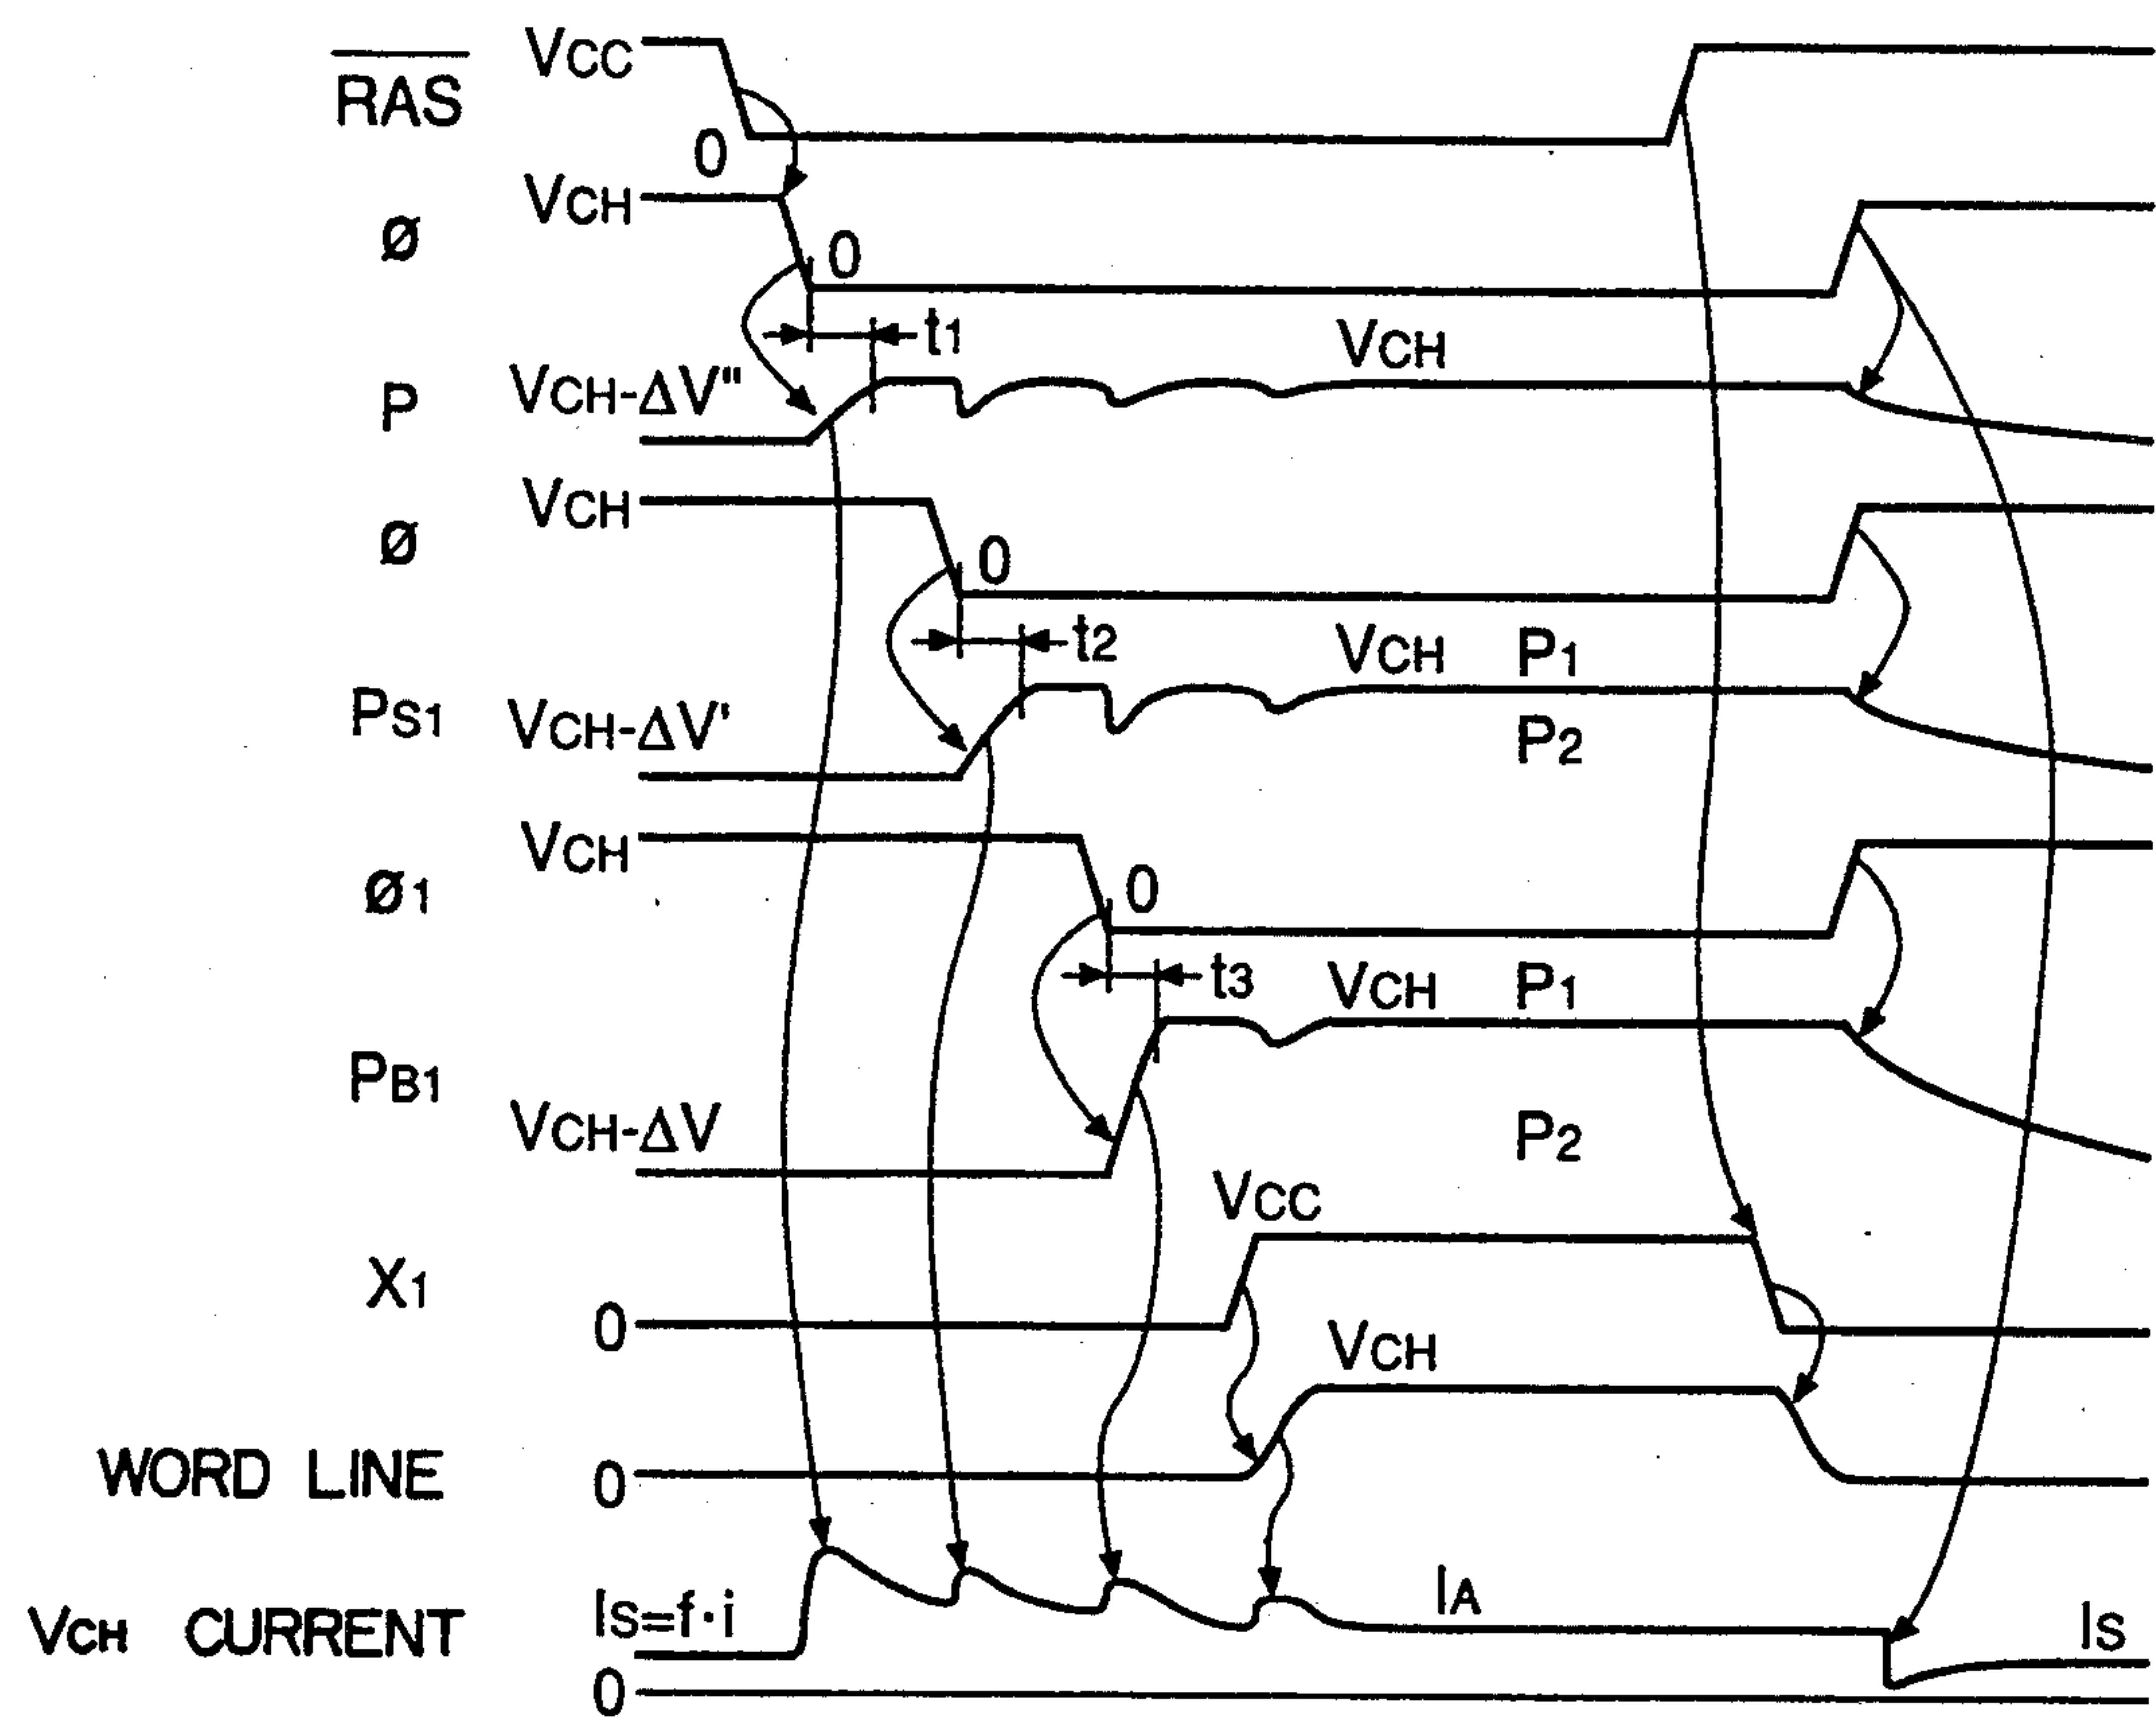 RAS VCC
0
Ø VCH
0
t1
VCH
P VCH-ΔV"
Ø VCH
0
t2
VCH P1
PS1 VCH-ΔV'
P2
VCH
Ø1
0
t3
VCH P1
PB1
VCH-ΔV
P2
VCC
X1
0
VCH
WORD LINE 0
IA
VCH CURRENT IS=f·i
IS
0